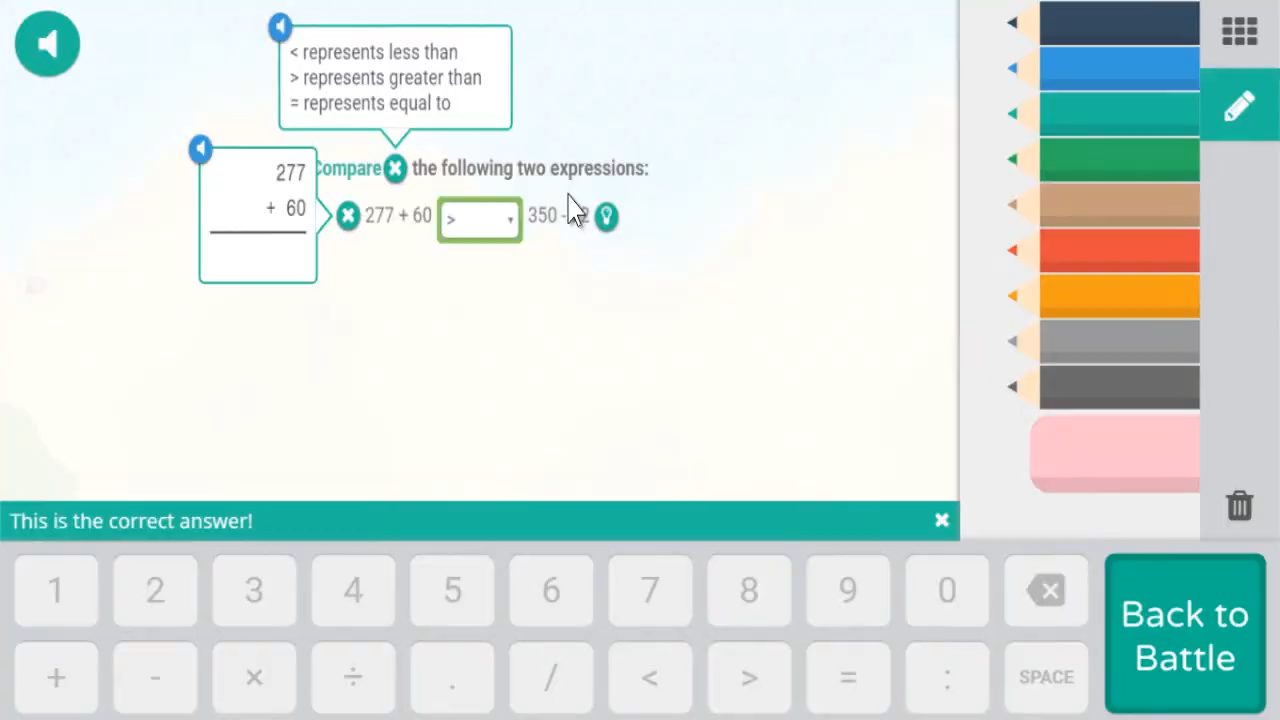 < represents less than
> represents greater than
= represents equal to
277
+ 60
Compare the following two expressions:
277 + 60 > 350 -
This is the correct answer!
1 2 3 4 5 6 7 8 9 0
+ - × ÷ . / < > = : SPACE
Back to
Battle